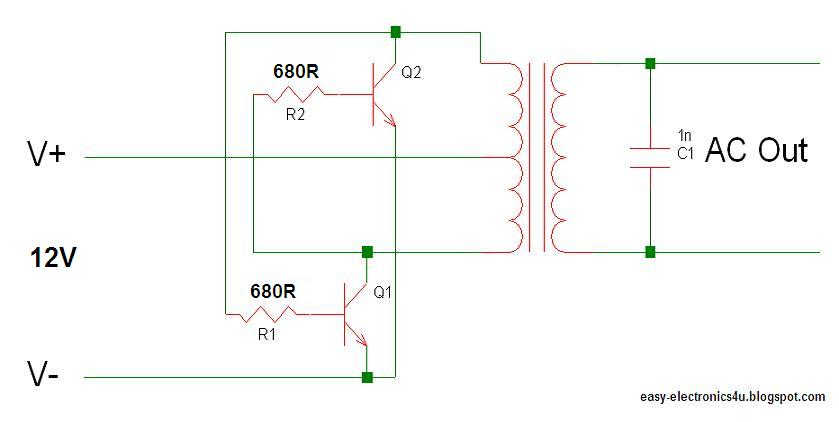 680R
Q2
R2
V+
1n
C1
AC Out
12V
680R
Q1
R1
V-
easy-electronics4u.blogspot.com